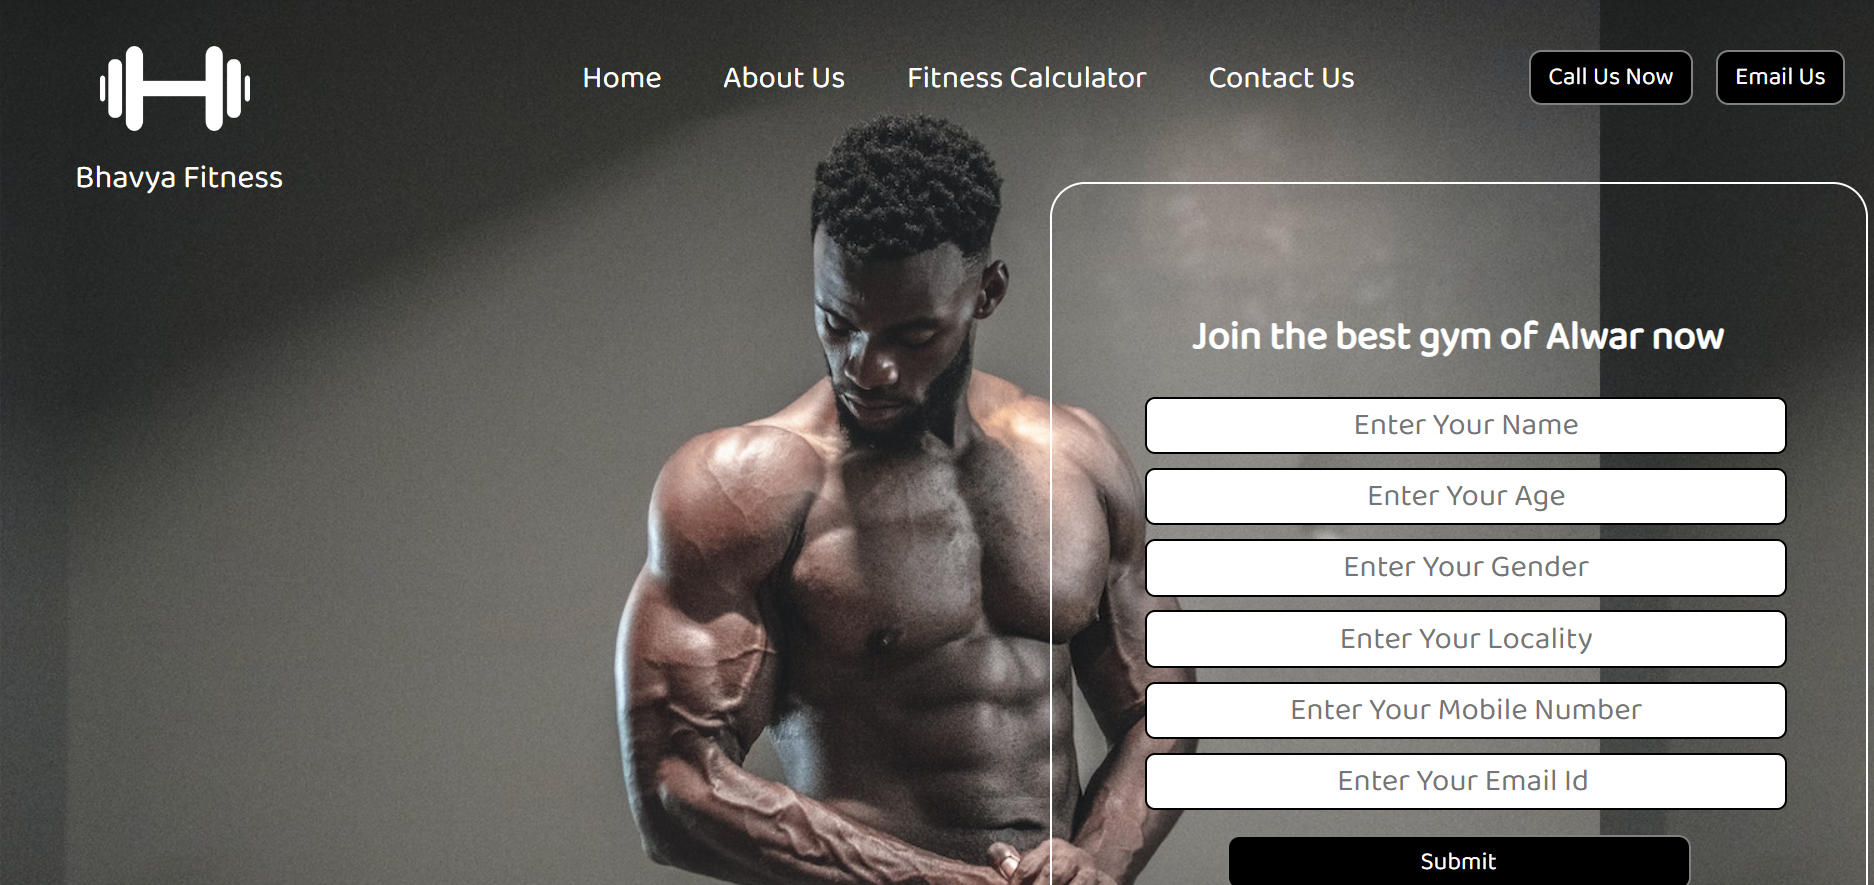 Home
About Us
Fitness Calculator
Contact Us
Call Us Now
Email Us
Bhavya Fitness
Join the best gym of Alwar now
Enter Your Name
Enter Your Age
Enter Your Gender
Enter Your Locality
Enter Your Mobile Number
Enter Your Email Id
Submit